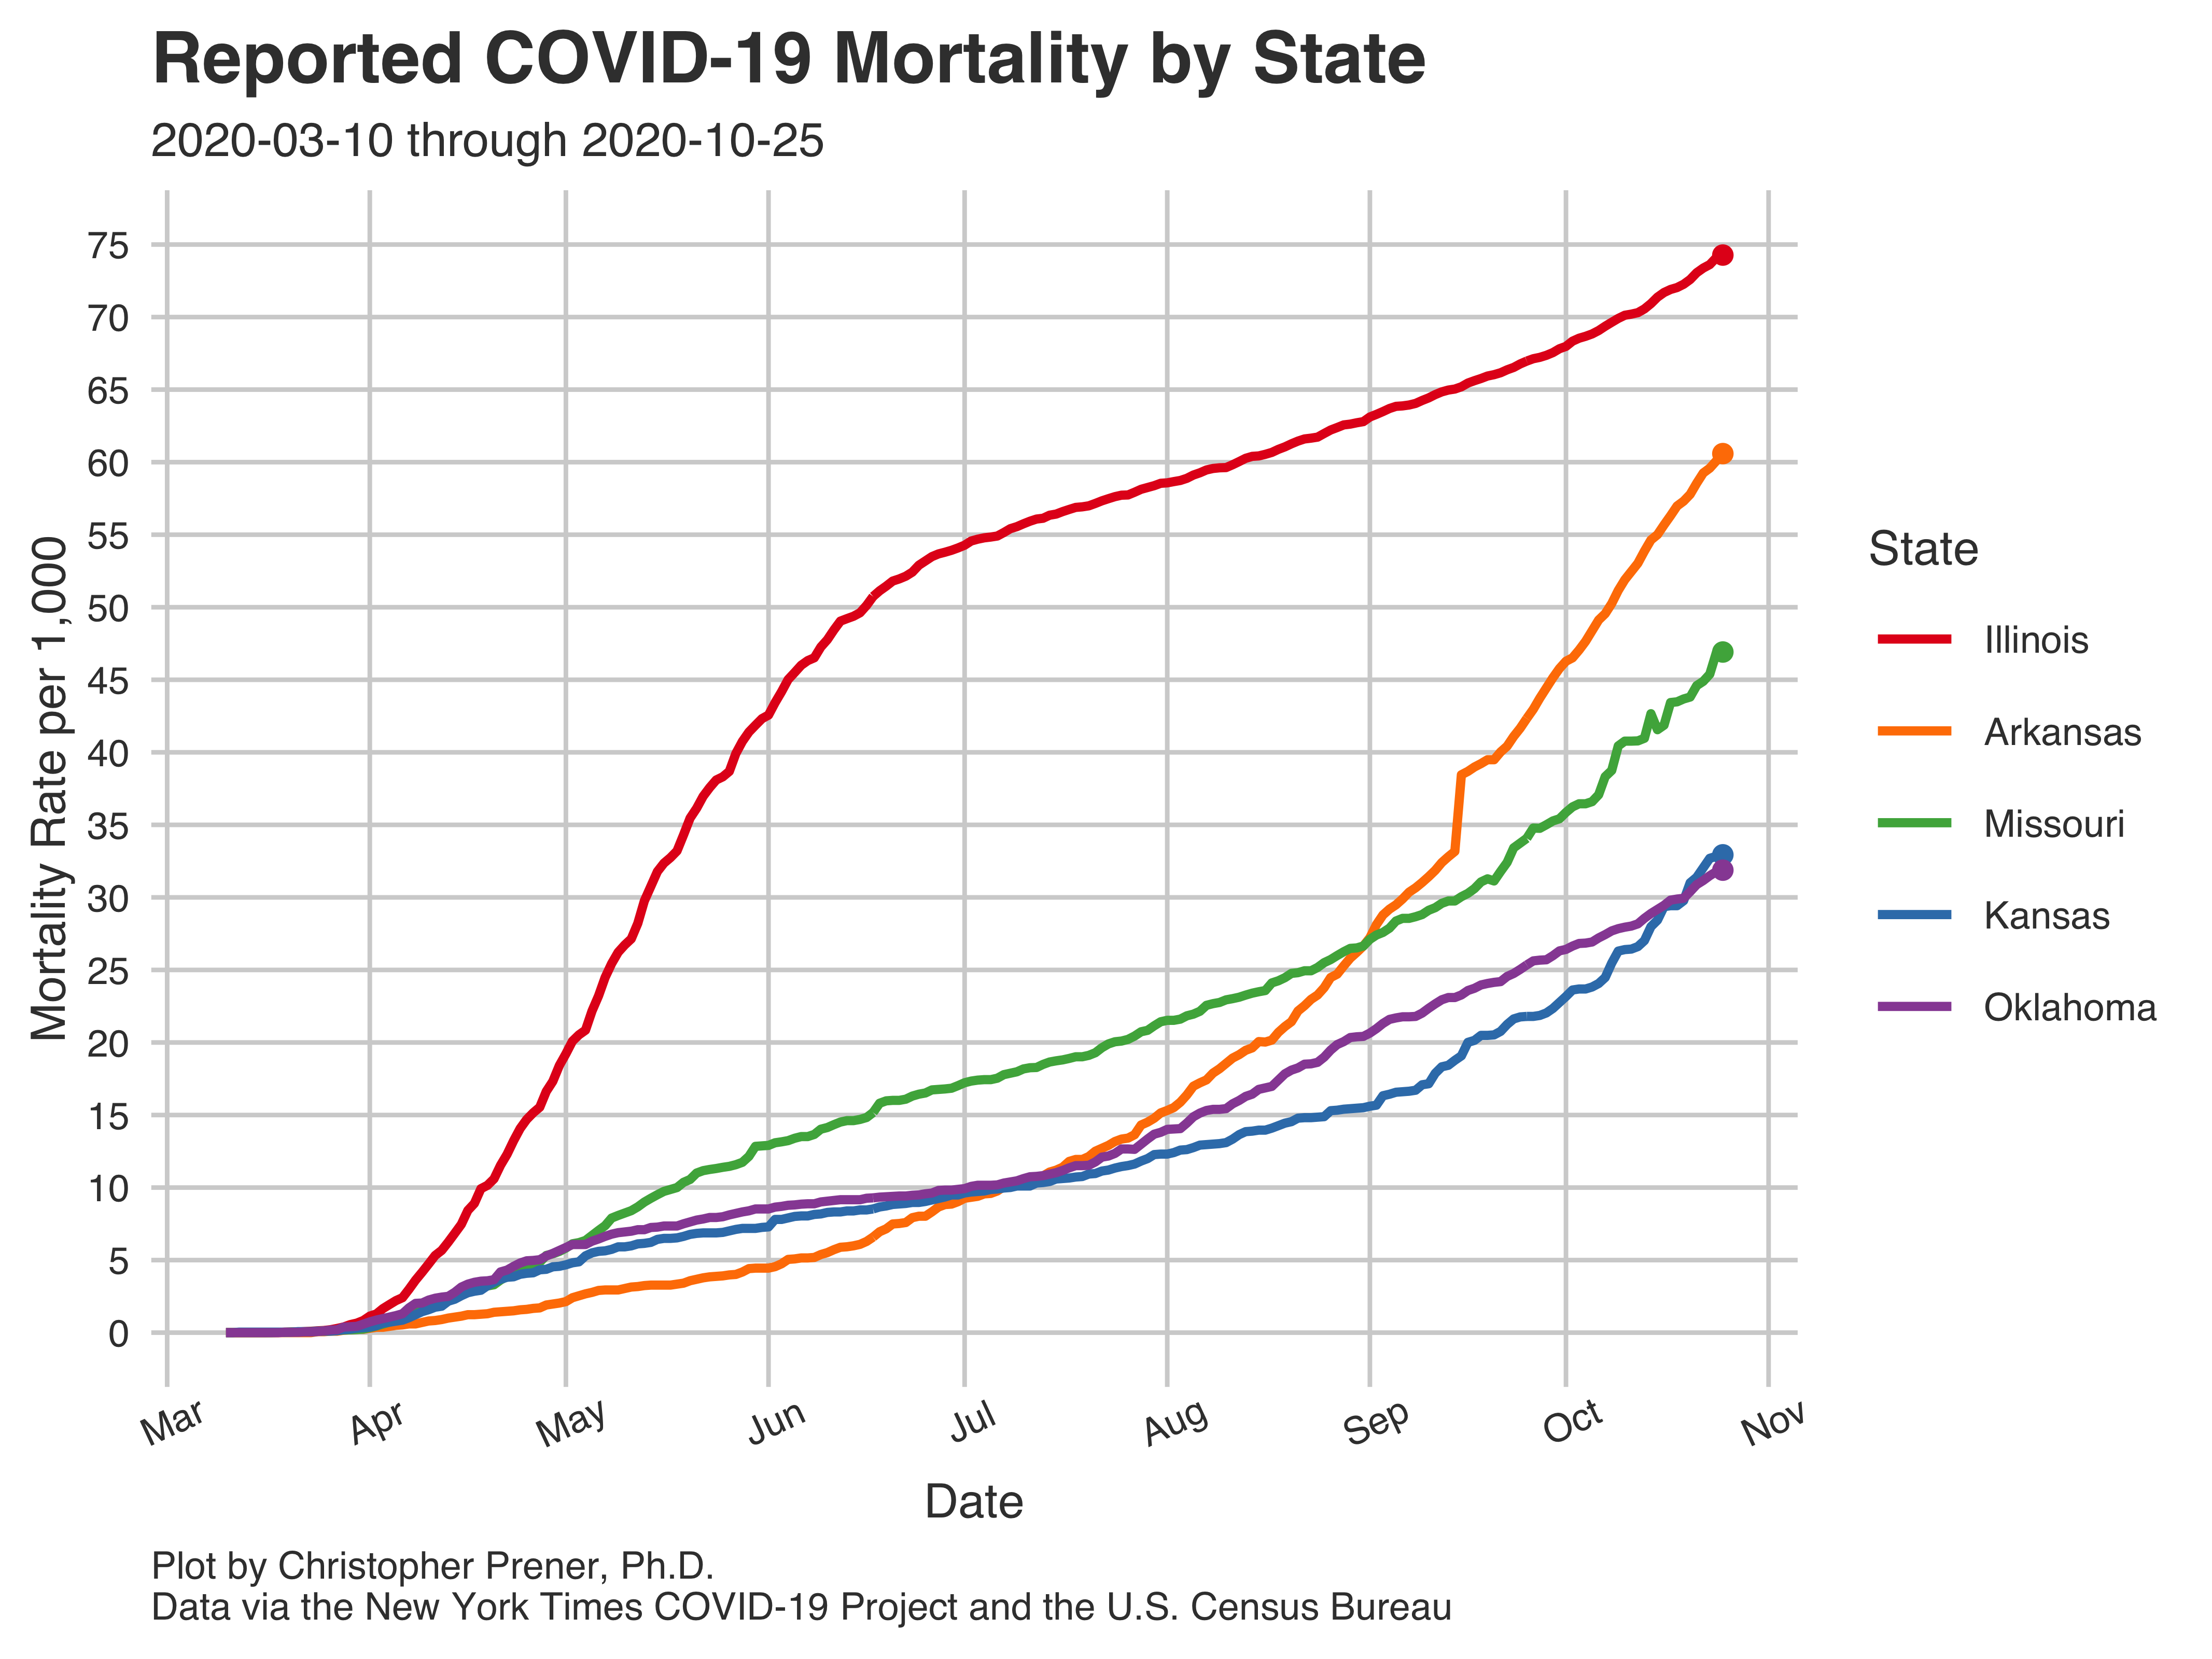 Reported COVID-19 Mortality by State
2020-03-10 through 2020-10-25
Mortality Rate per 1,000
75
70
65
60
55
50
45
40
35
30
25
20
15
10
5
0
Mar
Apr
May
Jun
Jul
Aug
Sep
Oct
Nov
Date
State
Illinois
Arkansas
Missouri
Kansas
Oklahoma
Plot by Christopher Prener, Ph.D.
Data via the New York Times COVID-19 Project and the U.S. Census Bureau